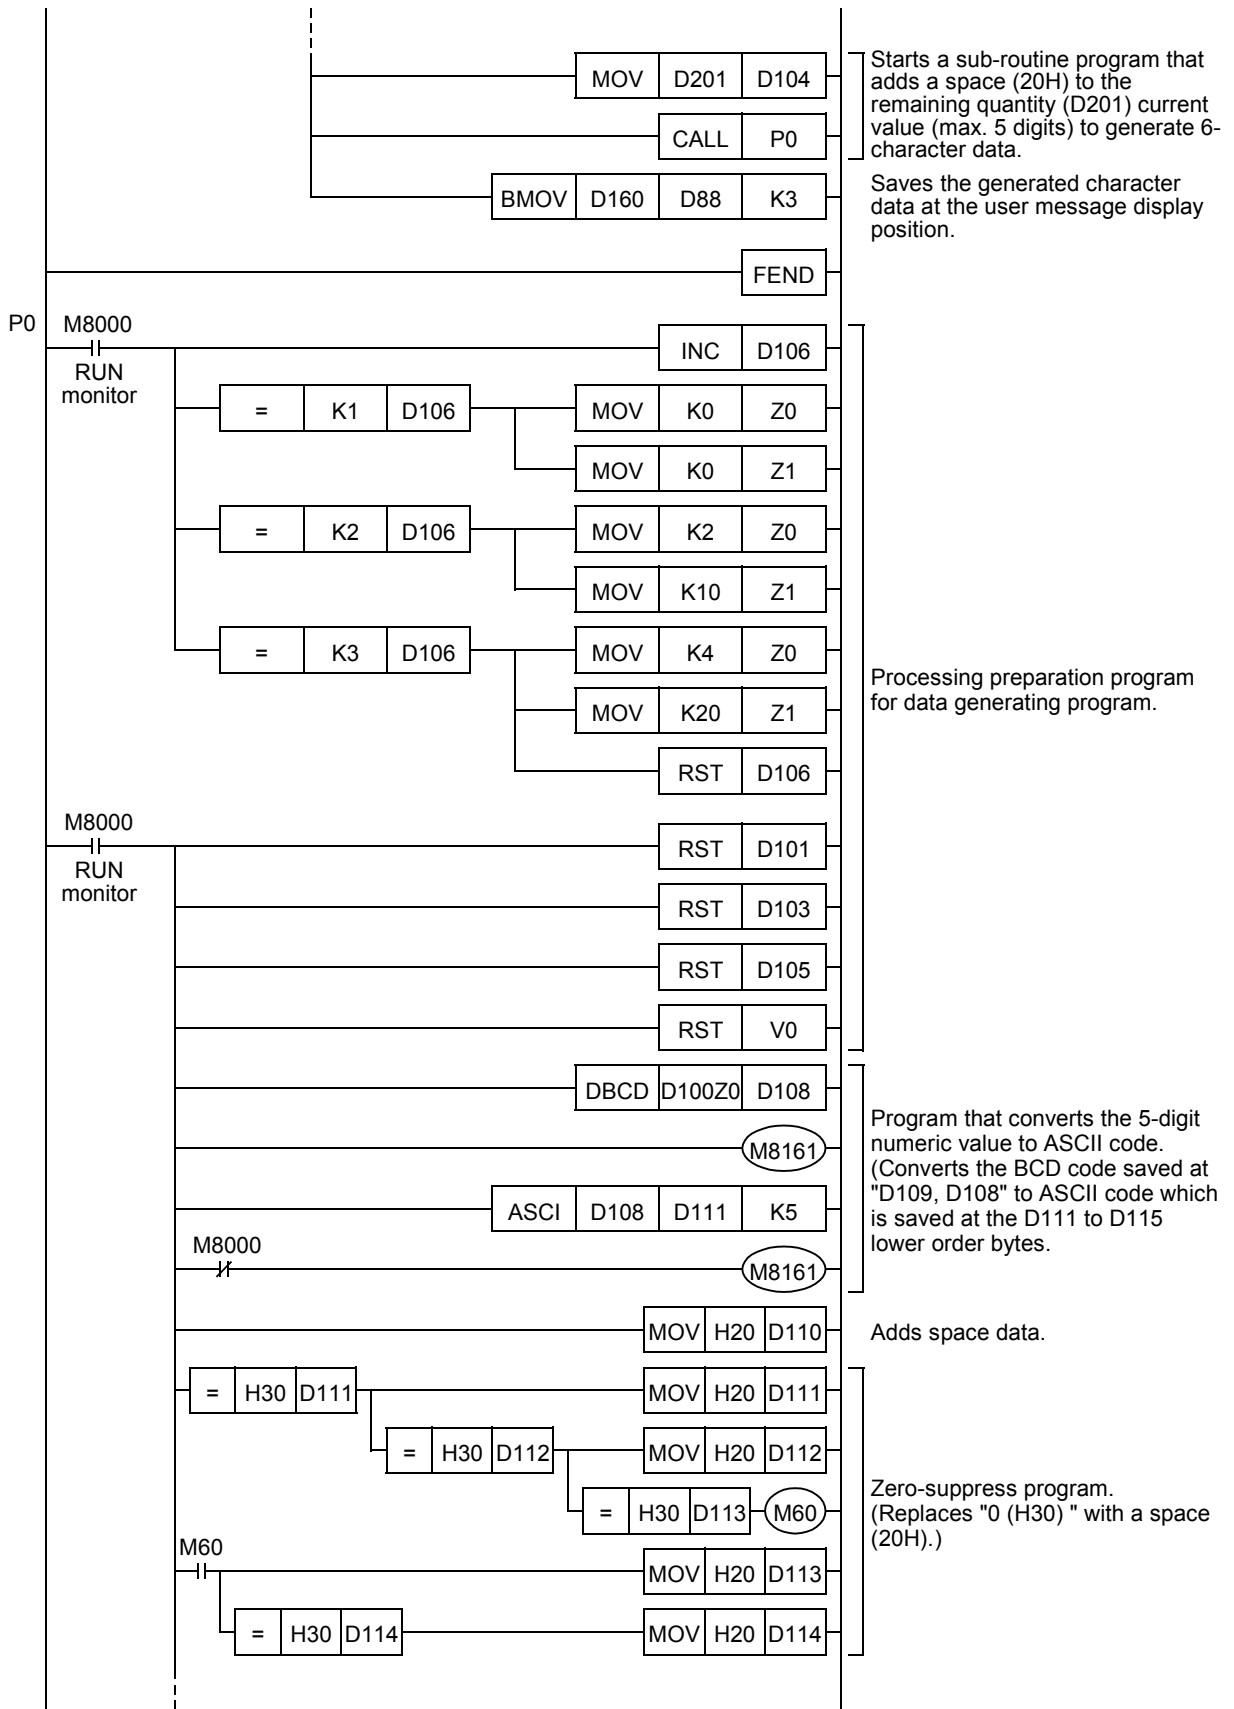 MOV D201 D104
Starts a sub-routine program that
adds a space (20H) to the
remaining quantity (D201) current
value (max. 5 digits) to generate 6-
character data.
CALL P0
BMOV D160 D88 K3
Saves the generated character
data at the user message display
position.
FEND
P0
M8000
RUN
monitor
INC D106
= K1 D106 MOV K0 Z0
MOV K0 Z1
= K2 D106 MOV K2 Z0
MOV K10 Z1
= K3 D106 MOV K4 Z0
MOV K20 Z1
RST D106
Processing preparation program
for data generating program.
M8000
RUN
monitor
RST D101
RST D103
RST D105
RST V0
DBCD D100Z0 D108
M8161
ASCI D108 D111 K5
M8000
M8161
Program that converts the 5-digit
numeric value to ASCII code.
(Converts the BCD code saved at
"D109, D108" to ASCII code which
is saved at the D111 to D115
lower order bytes.
MOV H20 D110
Adds space data.
= H30 D111 MOV H20 D111
= H30 D112 MOV H20 D112
= H30 D113 M60
M60
MOV H20 D113
= H30 D114 MOV H20 D114
Zero-suppress program.
(Replaces "0 (H30) " with a space
(20H).)